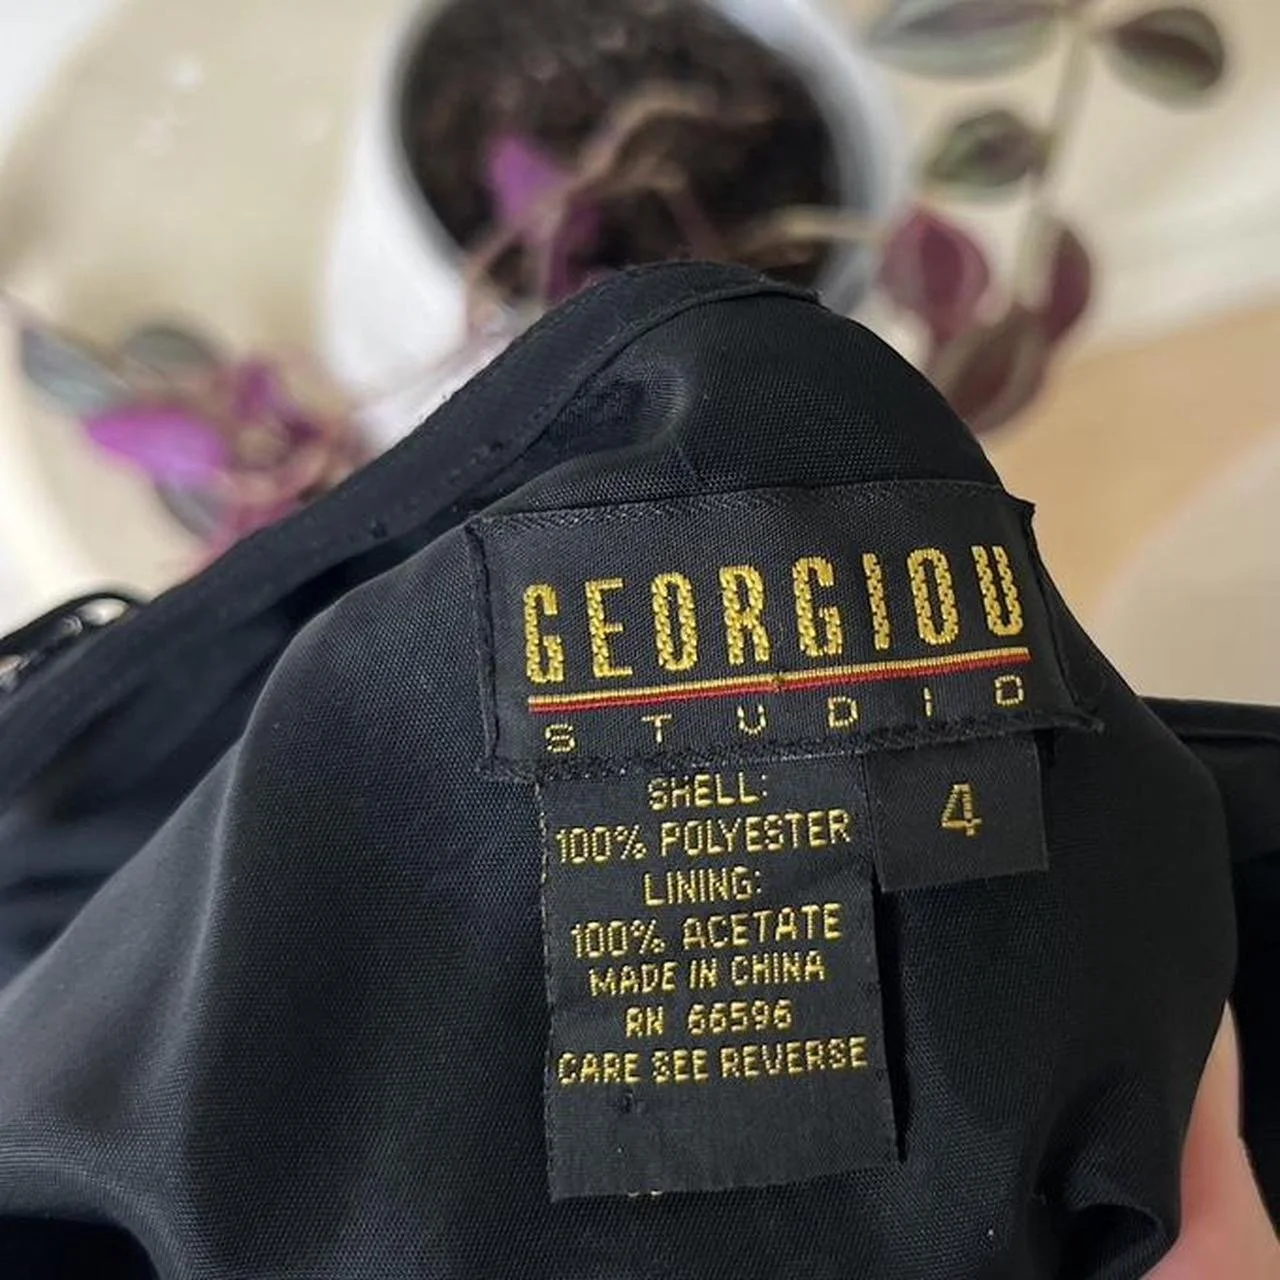 GEORGIOU
STUDIO
4
SHELL:
100% POLYESTER
LINING:
100% ACETATE
MADE IN CHINA
RN 66596
CARE SEE REVERSE